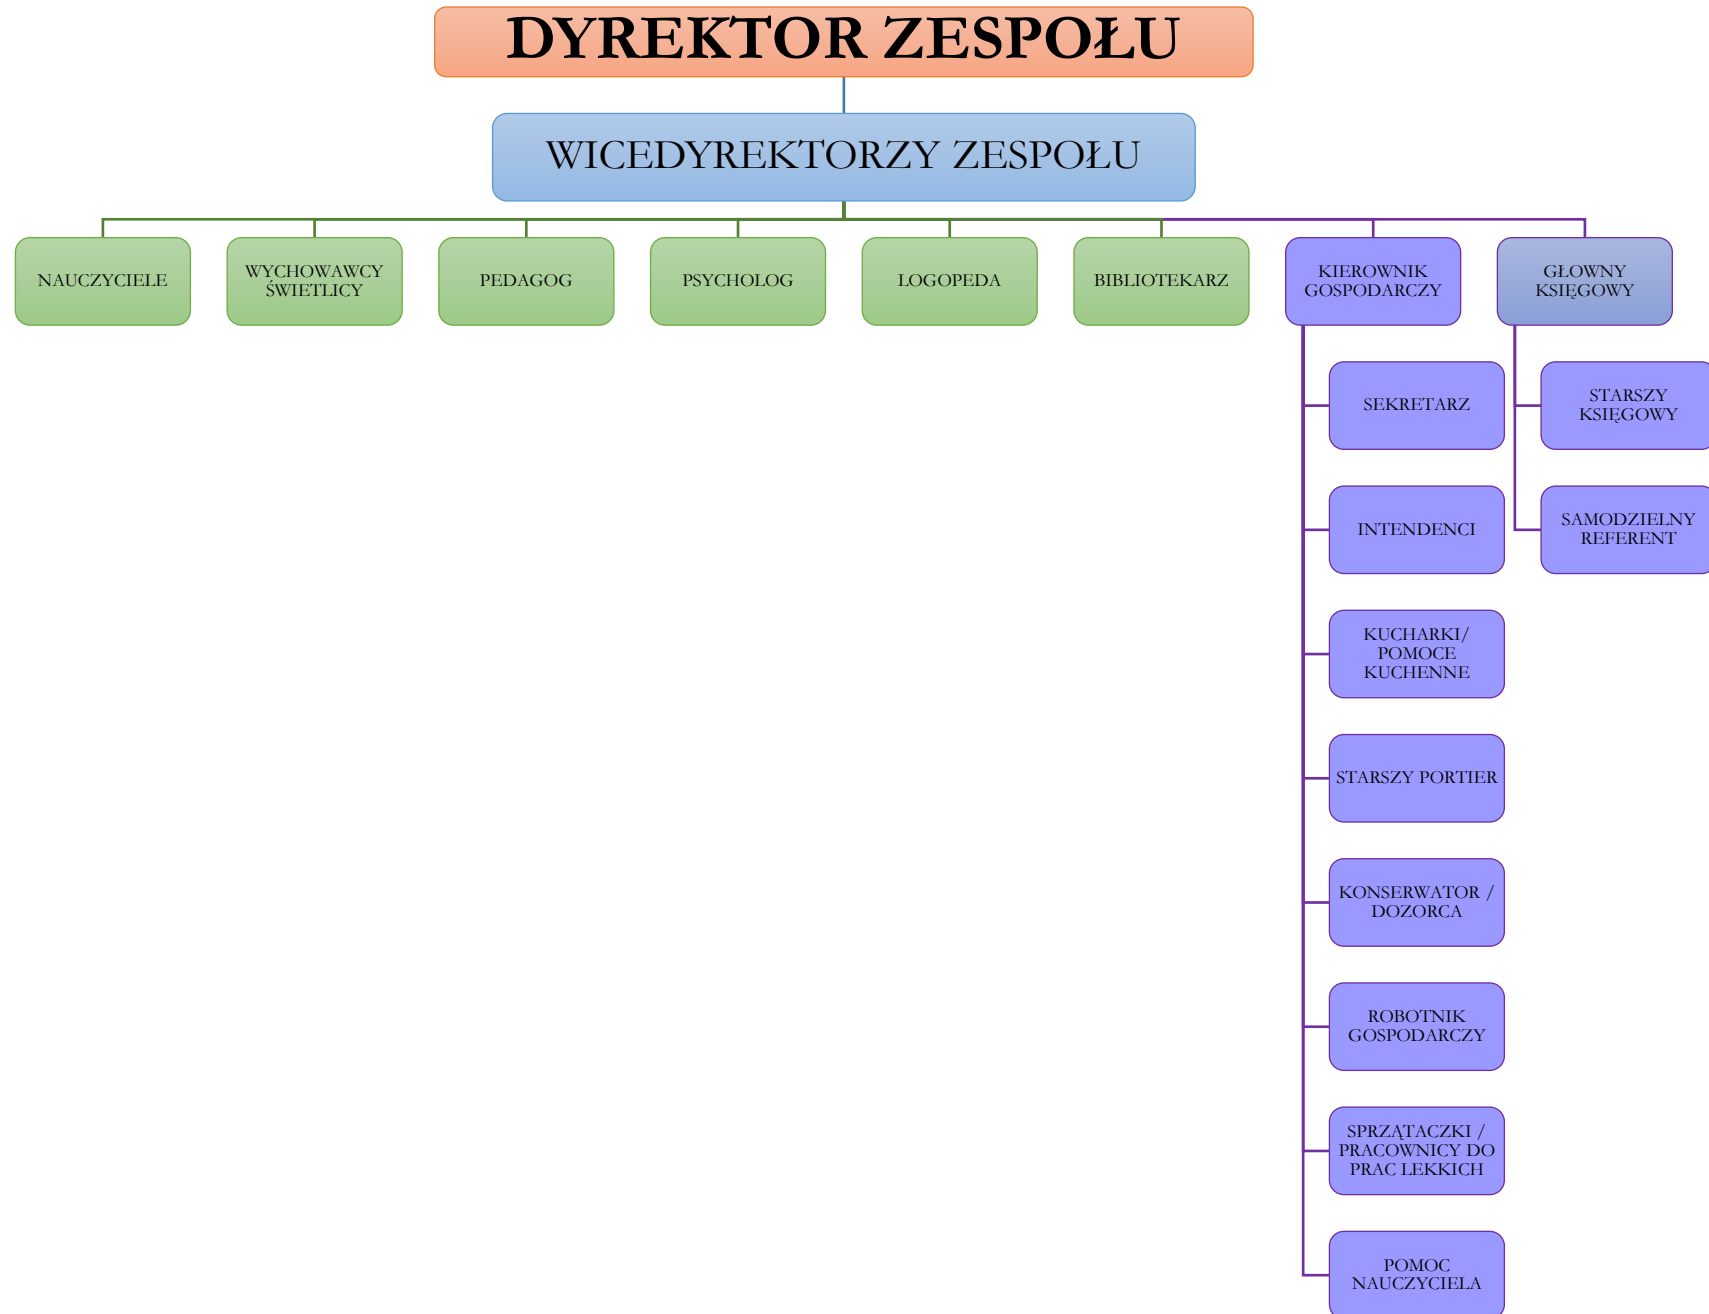 DYREKTOR ZESPOŁU
WICEDYREKTORZY ZESPOŁU
NAUCZYCIELE
WYCHOWAWCY
ŚWIETLICY
PEDAGOG
PSYCHOLOG
LOGOPEDA
BIBLIOTEKARZ
KIEROWNIK
GOSPODARCZY
GŁOWNY
KSIĘGOWY
SEKRETARZ
INTENDENCI
KUCHARKI/
POMOCE
KUCHENNE
STARSZY PORTIER
KONSERWATOR /
DOZORCA
ROBOTNIK
GOSPODARCZY
SPRZĄTACZKI /
PRACOWNICY DO
PRAC LEKKICH
POMOC
NAUCZYCIELA
STARSZY
KSIĘGOWY
SAMODZIELNY
REFERENT